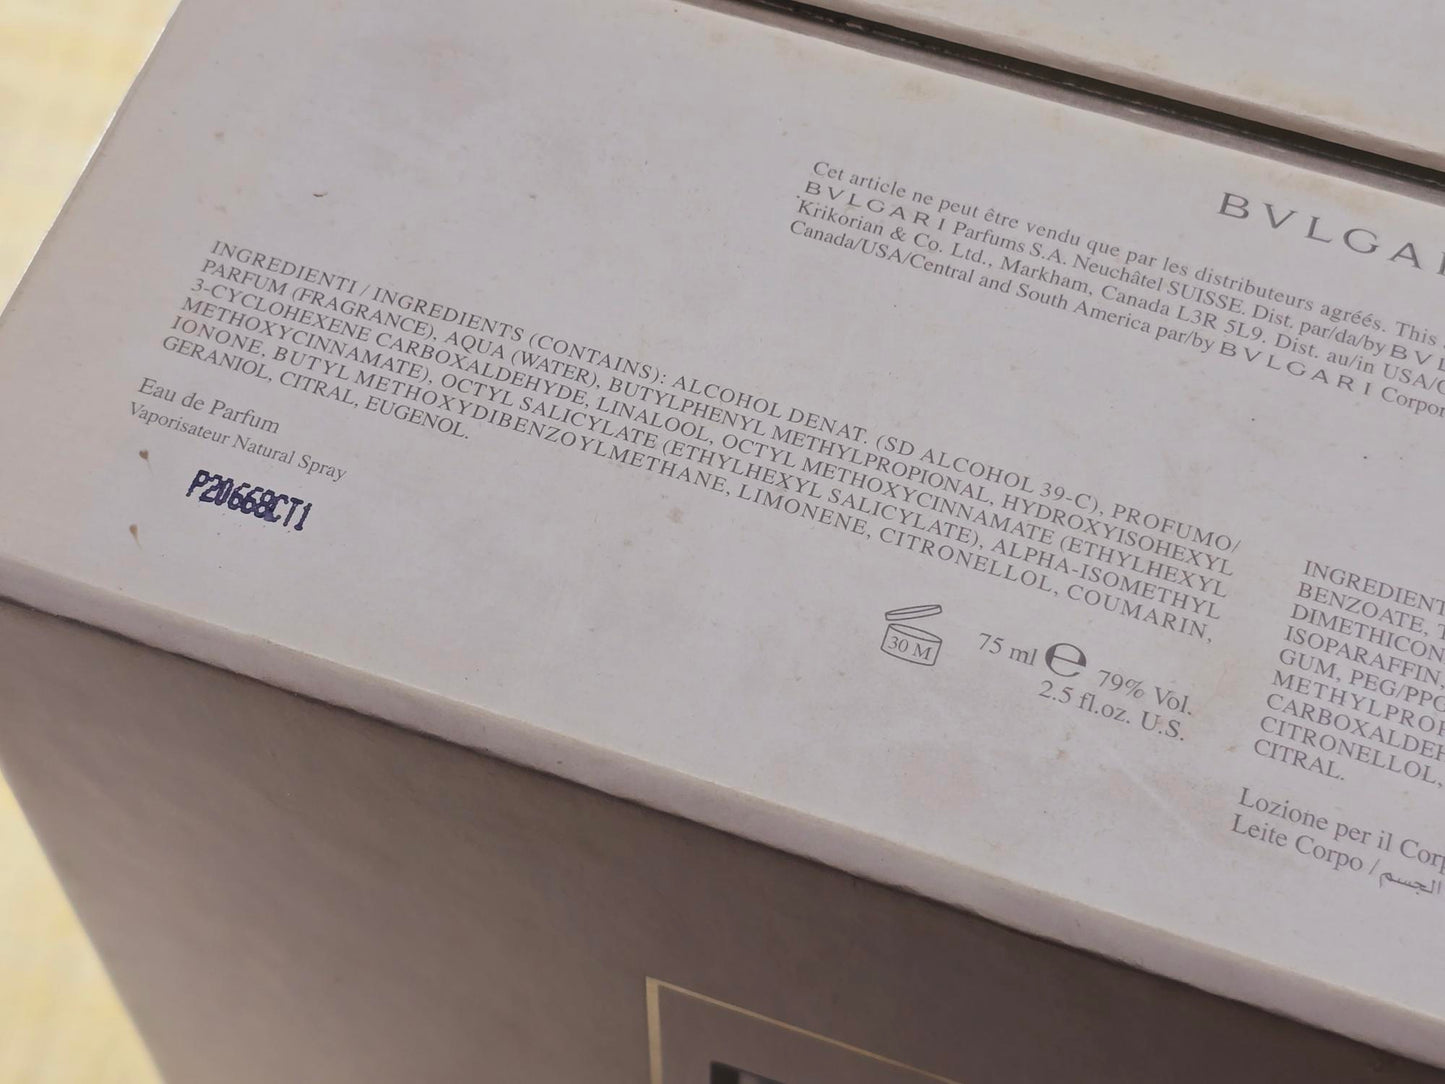 Cet article ne peut être vendu que par les distributeurs agréés. This
BVLGARI Parfums S.A. Neuchâtel SUISSE. Dist. par/da/by BV
Krikorian & Co. Ltd., Markham, Canada L3R 5L9. Dist. au/in USA/
Canada/USA/Central and South America par/by BVLGARI Corpor
BVLGA
INGREDIENTI / INGREDIENTS (CONTAINS): ALCOHOL DENAT. (SD ALCOHOL 39-C), PROFUMO/
PARFUM (FRAGRANCE), AQUA (WATER), BUTYLPHENYL METHYLPROPIONAL, HYDROXYISOHEXYL
3-CYCLOHEXENE CARBOXALDEHYDE, LINALOOL, OCTYL METHOXYCINNAMATE (ETHYLHEXYL
METHOXYCINNAMATE), OCTYL SALICYLATE (ETHYLHEXYL SALICYLATE), ALPHA-ISOMETHYL
IONONE, BUTYL METHOXYDIBENZOYLMETHANE, LIMONENE, CITRONELLOL, COUMARIN,
GERANIOL, CITRAL, EUGENOL.
Eau de Parfum
Vaporisateur Natural Spray
P20668CT1
30 M
75 ml e 79% Vol.
2.5 fl.oz. U.S.
INGREDIENT
BENZOATE,
DIMETHICON
ISOPARAFFIN,
GUM, PEG/PPG
METHYLPROP
CARBOXALDEH
CITRONELLOL,
CITRAL.
Lozione per il Corp
Leite Corpo / الجسم